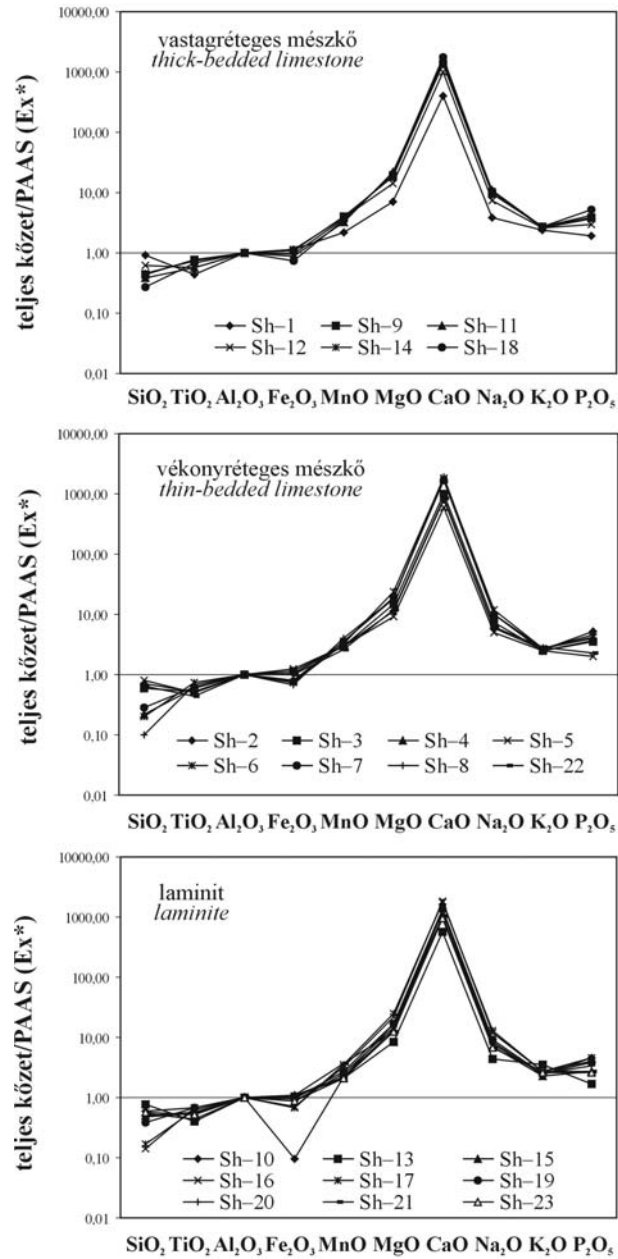 vastagréteges mészkő
thick-bedded limestone
teljes kőzet/PAAS (Ex*)
10000,00
1000,00
100,00
10,00
1.00
0,10
0,01
Sh–1 Sh–9 Sh–11
Sh–12 Sh–14 Sh–18
SiO₂ TiO₂ Al₂O₃ Fe₂O₃ MnO MgO CaO Na₂O K₂O P₂O₅
vékonyréteges mészkő
thin-bedded limestone
teljes kőzet/PAAS (Ex*)
10000,00
1000,00
100,00
10,00
1.00
0,10
0,01
Sh–2 Sh–3 Sh–4 Sh–5
Sh–6 Sh–7 Sh–8 Sh–22
SiO₂ TiO₂ Al₂O₃ Fe₂O₃ MnO MgO CaO Na₂O K₂O P₂O₅
laminit
laminite
teljes kőzet/PAAS (Ex*)
10000,00
1000,00
100,00
10,00
1.00
0,10
0,01
Sh–10 Sh–13 Sh–15
Sh–16 Sh–17 Sh–19
Sh–20 Sh–21 Sh–23
SiO₂ TiO₂ Al₂O₃ Fe₂O₃ MnO MgO CaO Na₂O K₂O P₂O₅